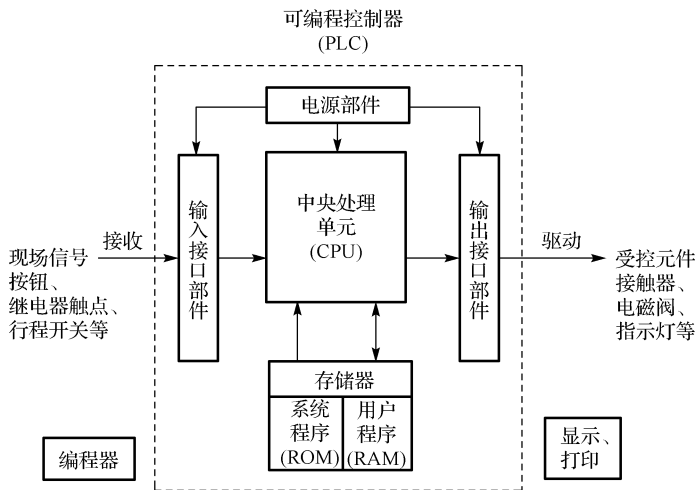 可编程控制器
(PLC)
电源部件
输入接口部件
中央处理
单元
(CPU)
输出接口部件
接收
驱动
现场信号
按钮、
继电器触点、
行程开关等
受控元件
接触器、
电磁阀、
指示灯等
存储器
系统
程序
(ROM)
用户
程序
(RAM)
编程器
显示、
打印